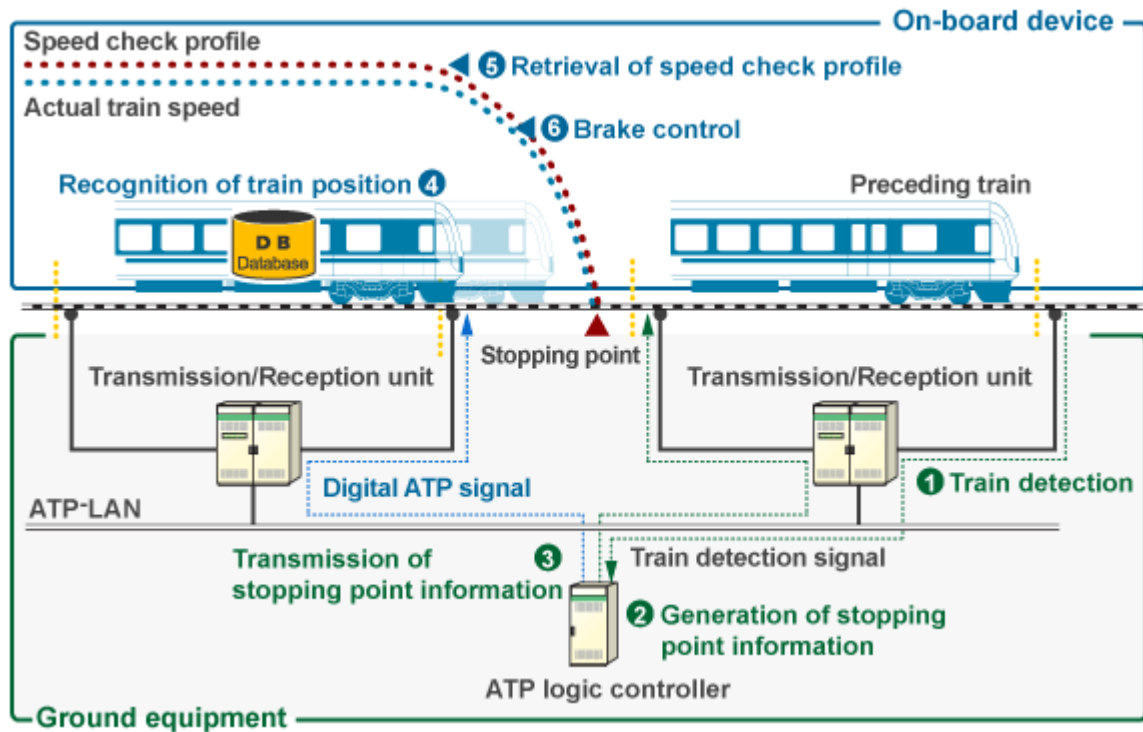 On-board device
Speed check profile
5 Retrieval of speed check profile
Actual train speed
6 Brake control
Recognition of train position 4
Preceding train
D B
Database
Stopping point
Transmission/Reception unit
Transmission/Reception unit
1 Train detection
Digital ATP signal
ATP-LAN
Transmission of
stopping point information
3
Train detection signal
2 Generation of stopping
point information
ATP logic controller
Ground equipment